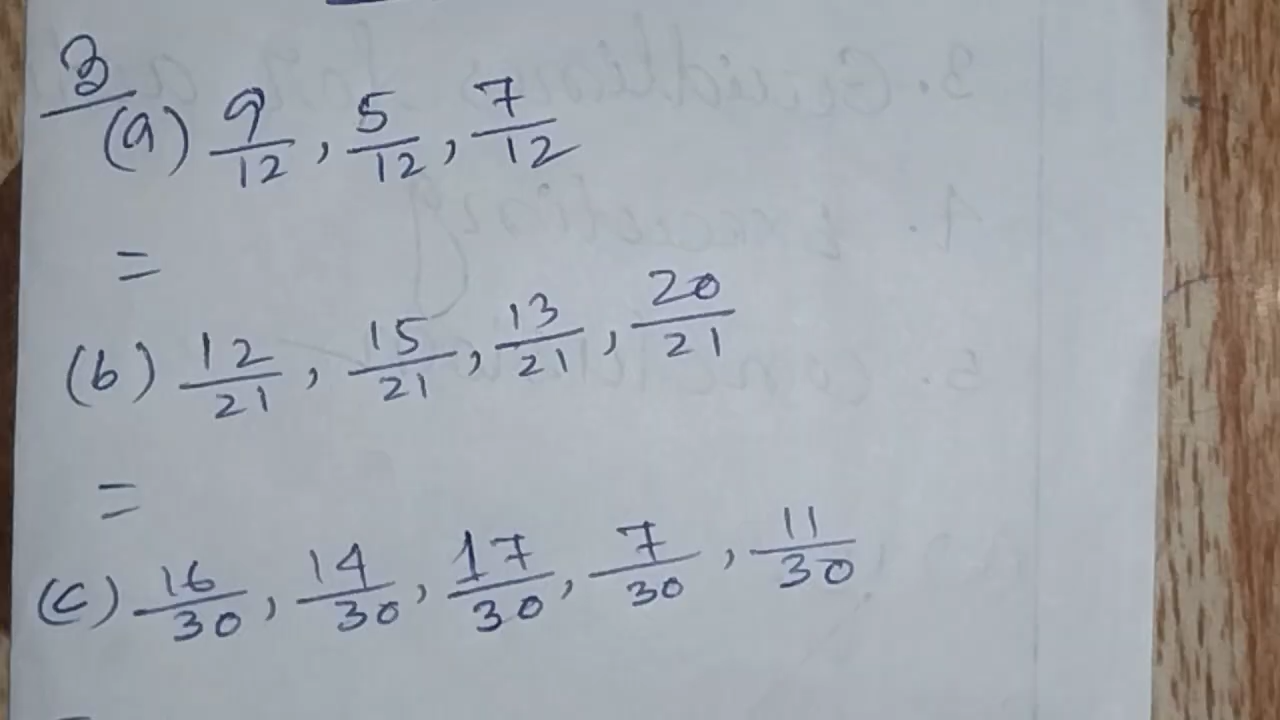 3
(a) 9/12, 5/12, 7/12
=
(b) 12/21, 15/21, 13/21, 20/21
=
(c) 16/30, 14/30, 17/30, 7/30, 11/30